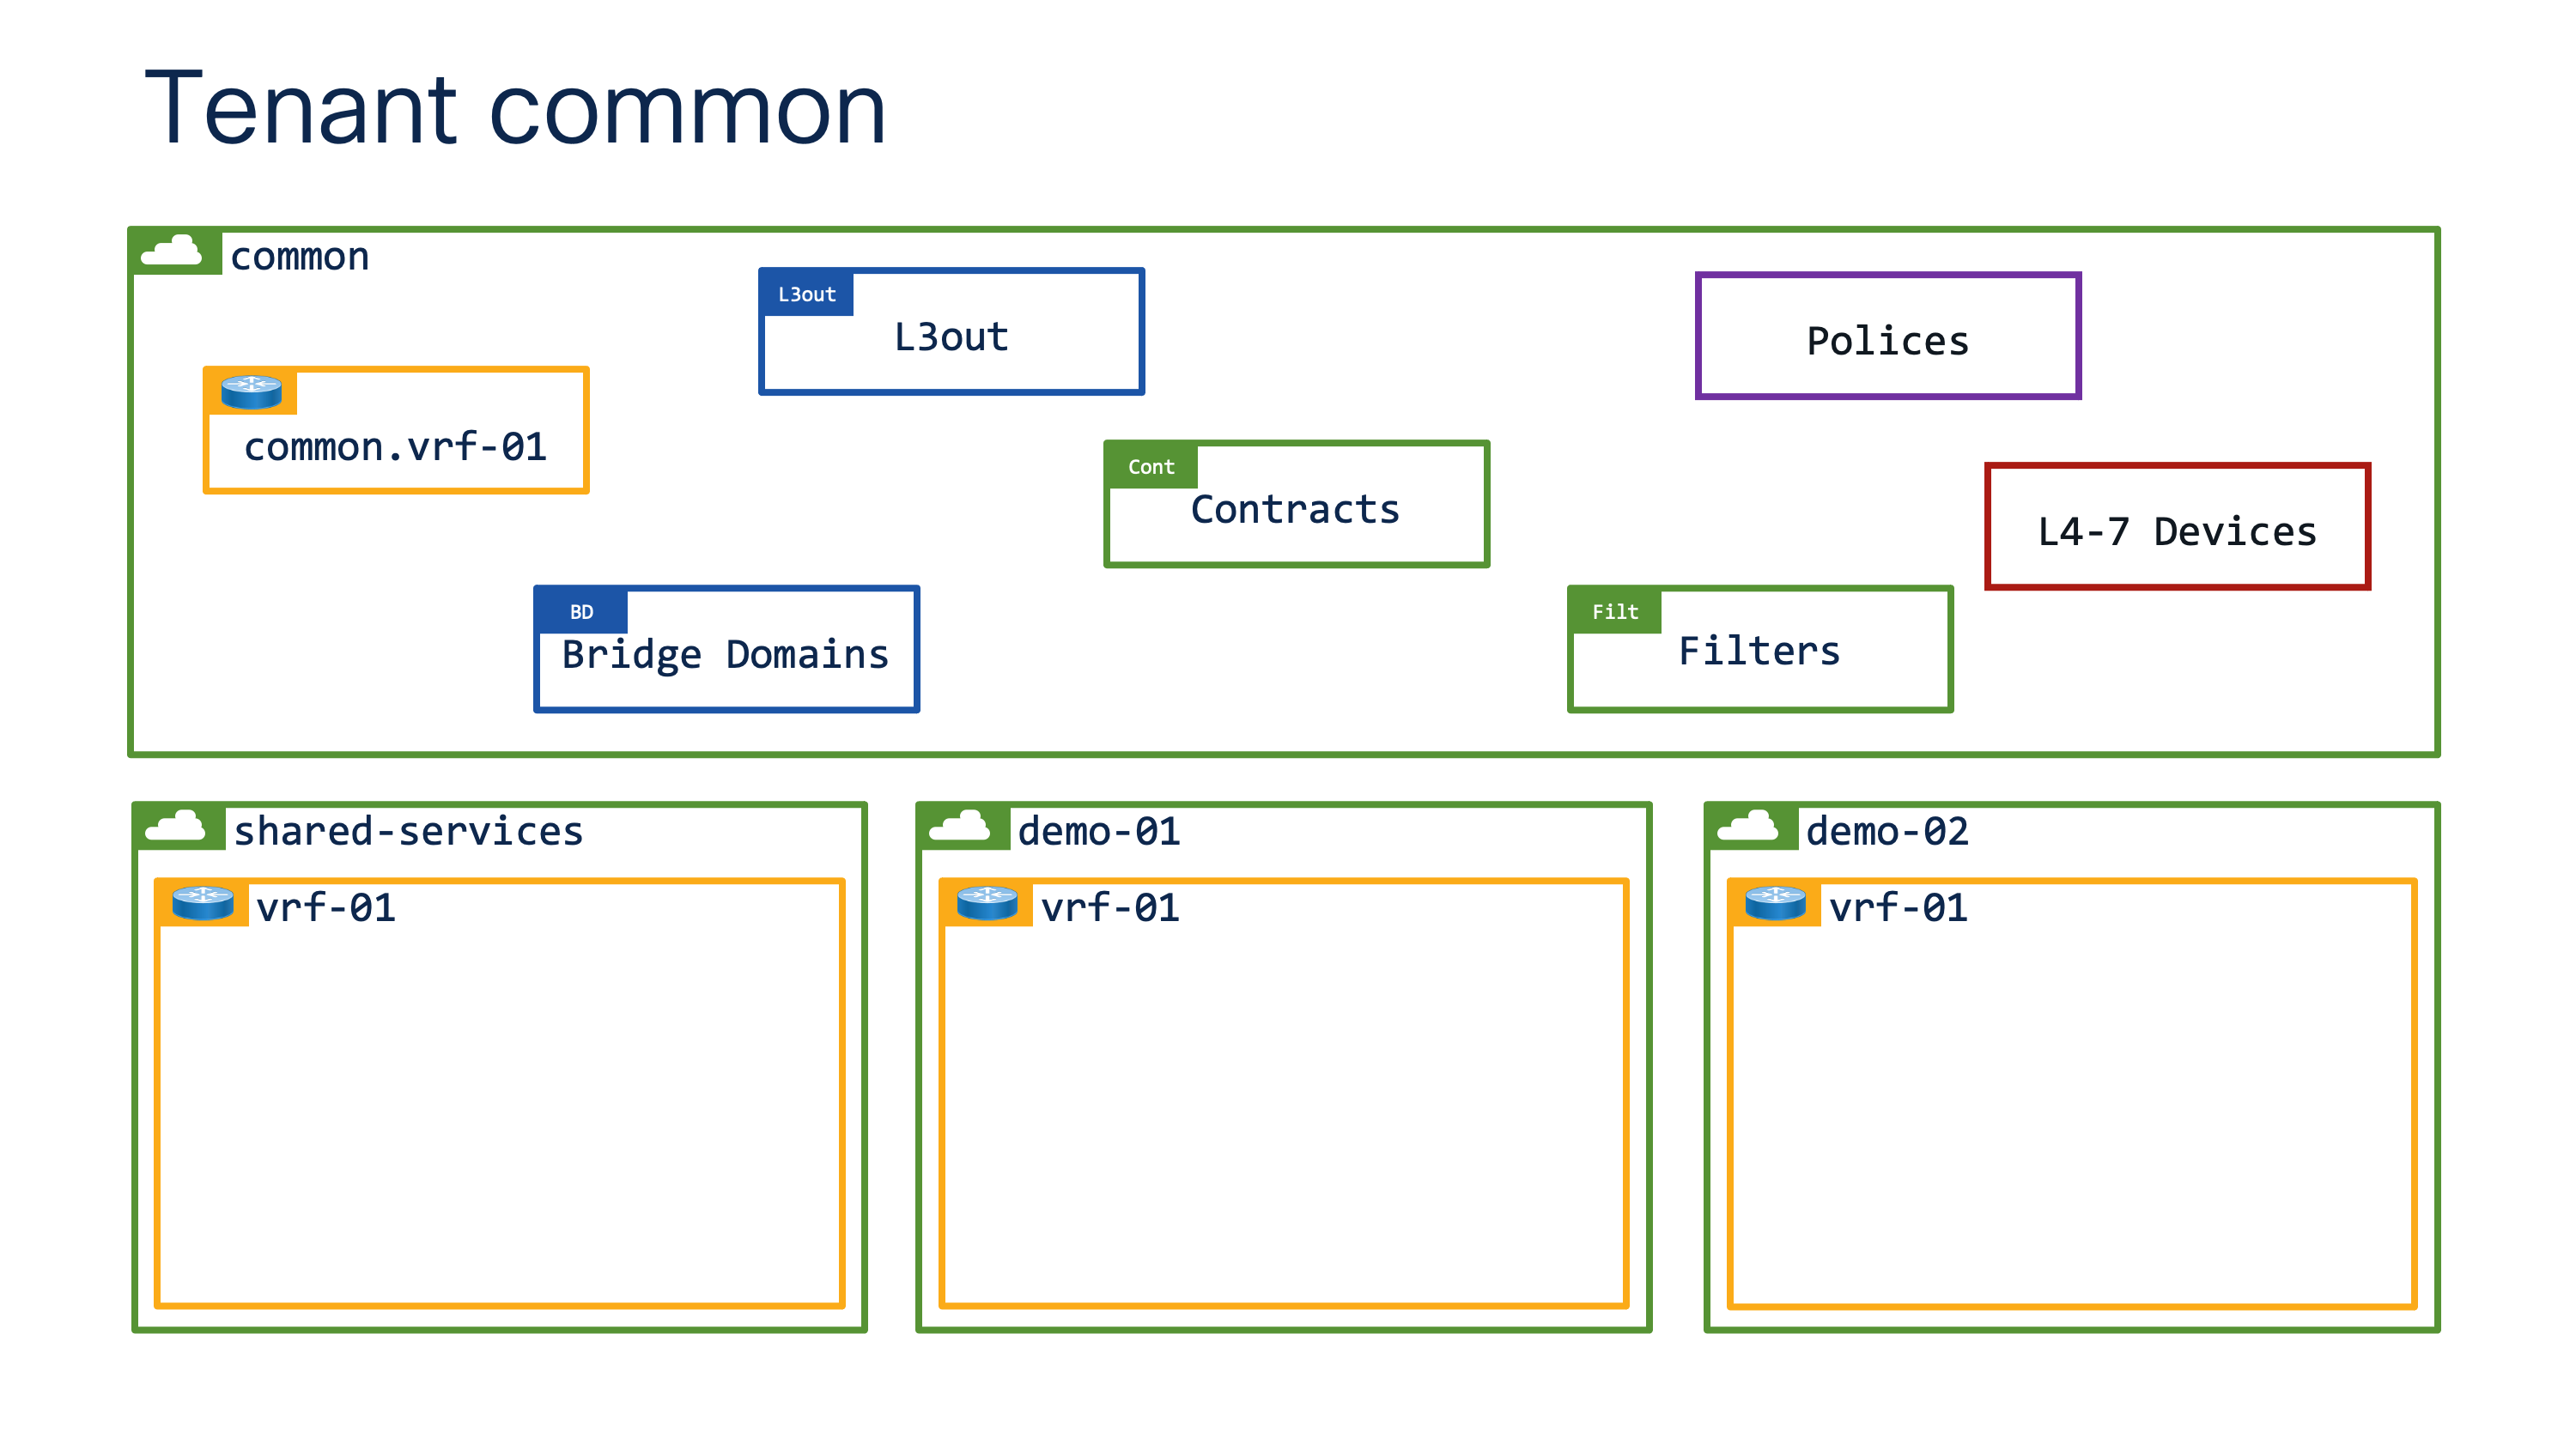 Tenant common
common
L3out
L3out
Polices
common.vrf-01
Cont
Contracts
L4-7 Devices
BD
Bridge Domains
Filt
Filters
shared-services
vrf-01
demo-01
vrf-01
demo-02
vrf-01